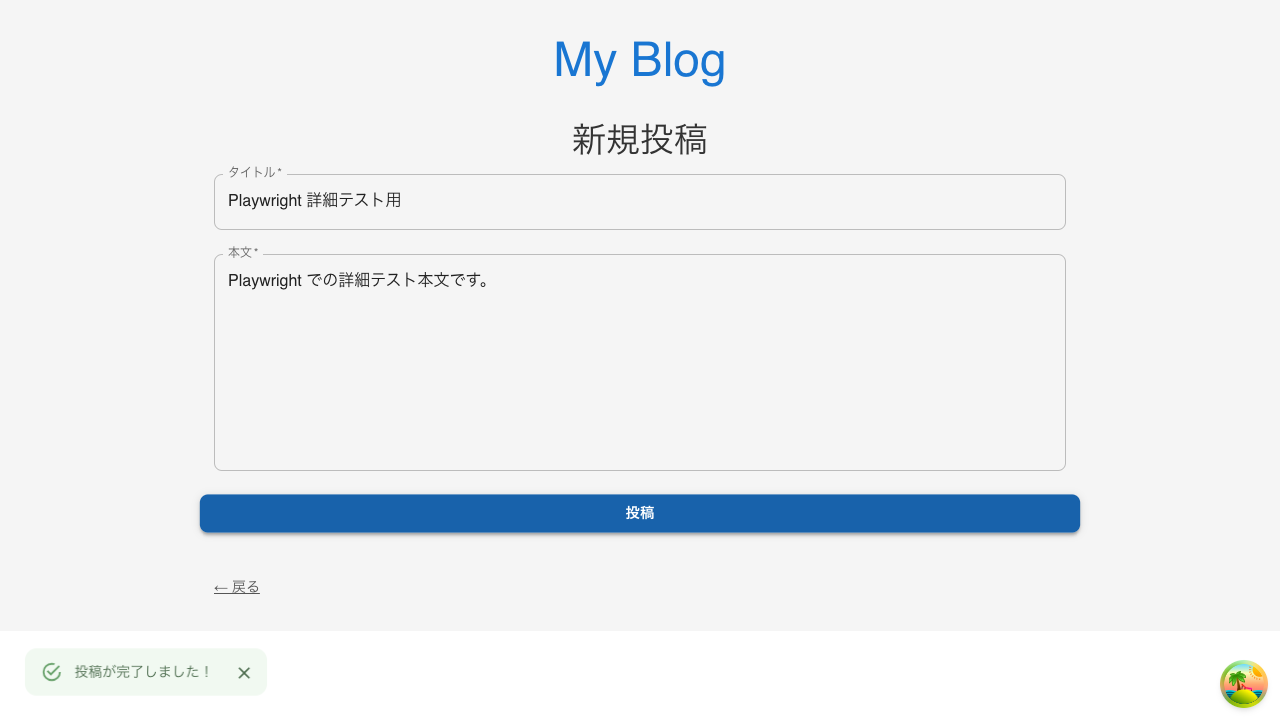 My Blog
新規投稿
タイトル *
Playwright 詳細テスト用
本文 *
Playwright での詳細テスト本文です。
投稿
← 戻る
投稿が完了しました！